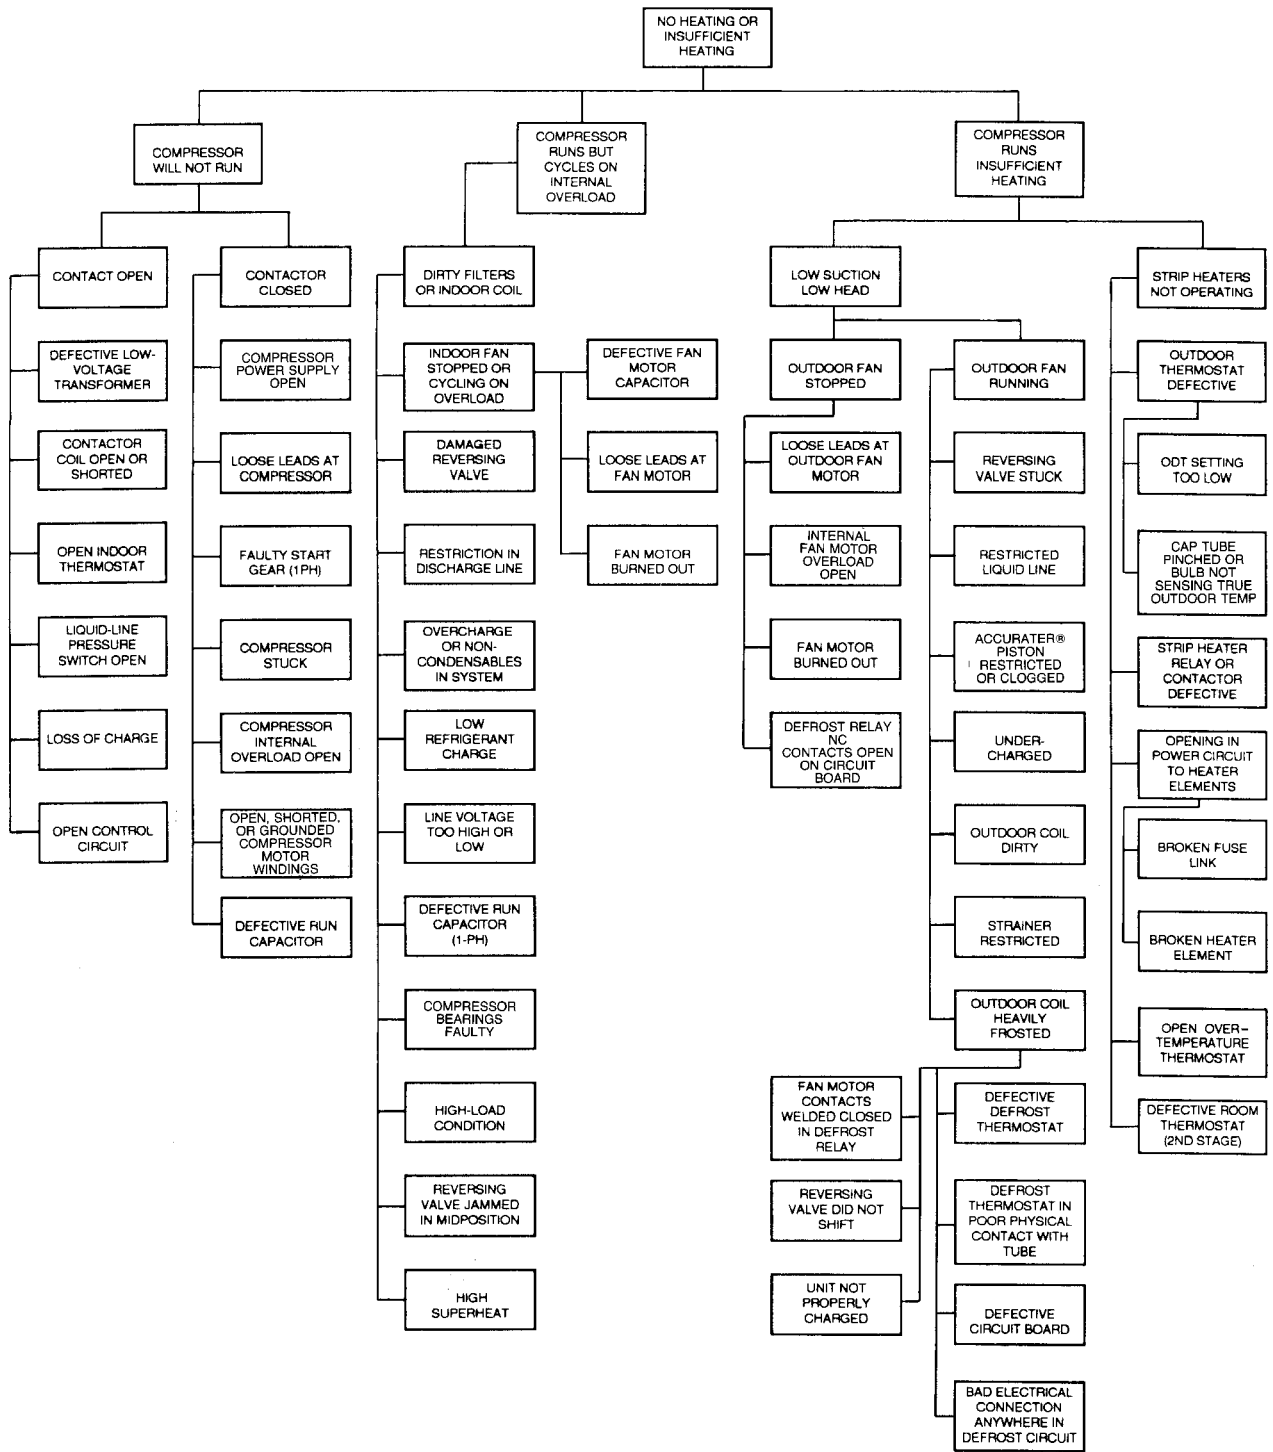 NO HEATING OR
INSUFFICIENT
HEATING
COMPRESSOR
WILL NOT RUN
COMPRESSOR
RUNS BUT
CYCLES ON
INTERNAL
OVERLOAD
COMPRESSOR
RUNS
INSUFFICIENT
HEATING
CONTACT OPEN
DEFECTIVE LOW-
VOLTAGE
TRANSFORMER
CONTACTOR
COIL OPEN OR
SHORTED
OPEN INDOOR
THERMOSTAT
LIQUID-LINE
PRESSURE
SWITCH OPEN
LOSS OF CHARGE
OPEN CONTROL
CIRCUIT
CONTACTOR
CLOSED
COMPRESSOR
POWER SUPPLY
OPEN
LOOSE LEADS AT
COMPRESSOR
FAULTY START
GEAR (1PH)
COMPRESSOR
STUCK
COMPRESSOR
INTERNAL
OVERLOAD OPEN
OPEN, SHORTED,
OR GROUNDED
COMPRESSOR
MOTOR
WINDINGS
DEFECTIVE RUN
CAPACITOR
DIRTY FILTERS
OR INDOOR COIL
INDOOR FAN
STOPPED OR
CYCLING ON
OVERLOAD
DEFECTIVE FAN
MOTOR
CAPACITOR
LOOSE LEADS
AT FAN MOTOR
FAN MOTOR
BURNED OUT
DAMAGED
REVERSING
VALVE
RESTRICTION IN
DISCHARGE LINE
OVERCHARGE
OR NON-
CONDENSABLES
IN SYSTEM
LOW
REFRIGERANT
CHARGE
LINE VOLTAGE
TOO HIGH OR
LOW
DEFECTIVE RUN
CAPACITOR
(1-PH)
COMPRESSOR
BEARINGS
FAULTY
HIGH-LOAD
CONDITION
REVERSING
VALVE JAMMED
IN MIDPOSITION
HIGH
SUPERHEAT
LOW SUCTION
LOW HEAD
OUTDOOR FAN
STOPPED
LOOSE LEADS AT
OUTDOOR FAN
MOTOR
INTERNAL
FAN MOTOR
OVERLOAD
OPEN
FAN MOTOR
BURNED OUT
DEFROST RELAY
NC
CONTACTS OPEN
ON CIRCUIT
BOARD
OUTDOOR FAN
RUNNING
REVERSING
VALVE STUCK
RESTRICTED
LIQUID LINE
ACCURATER®
PISTON
RESTRICTED
OR CLOGGED
UNDER-
CHARGED
OUTDOOR COIL
DIRTY
STRAINER
RESTRICTED
OUTDOOR COIL
HEAVILY
FROSTED
FAN MOTOR
CONTACTS
WELDED CLOSED
IN DEFROST
RELAY
REVERSING
VALVE DID NOT
SHIFT
UNIT NOT
PROPERLY
CHARGED
DEFECTIVE
DEFROST
THERMOSTAT
DEFROST
THERMOSTAT IN
POOR PHYSICAL
CONTACT WITH
TUBE
DEFECTIVE
CIRCUIT BOARD
BAD ELECTRICAL
CONNECTION
ANYWHERE IN
DEFROST CIRCUIT
STRIP HEATERS
NOT OPERATING
OUTDOOR
THERMOSTAT
DEFECTIVE
ODT SETTING
TOO LOW
CAP TUBE
PINCHED OR
BULB NOT
SENSING TRUE
OUTDOOR TEMP
STRIP HEATER
RELAY OR
CONTACTOR
DEFECTIVE
OPENING IN
POWER CIRCUIT
TO HEATER
ELEMENTS
BROKEN FUSE
LINK
BROKEN HEATER
ELEMENT
OPEN OVER-
TEMPERATURE
THERMOSTAT
DEFECTIVE ROOM
THERMOSTAT
(2ND STAGE)